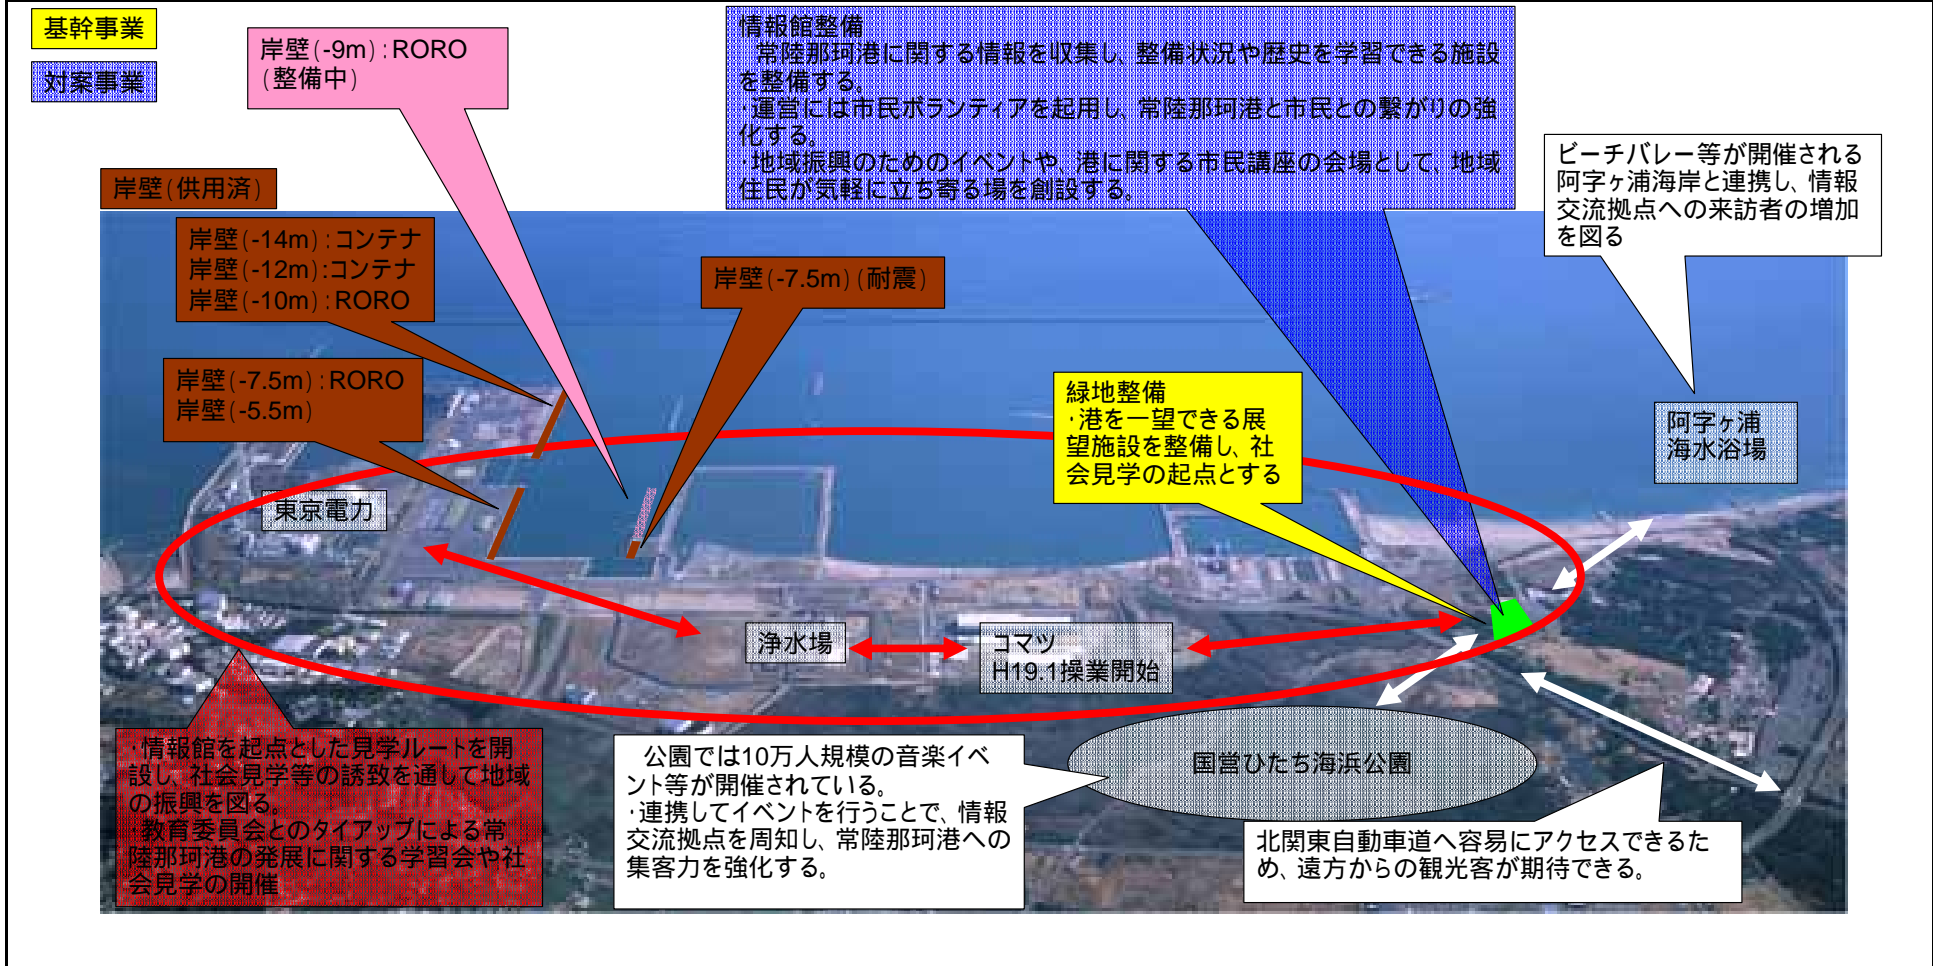 基幹事業
対案事業
岸壁(-9m):RORO
(整備中)
情報館整備
常陸那珂港に関する情報を収集し、整備状況や歴史を学習できる施設
を整備する。
・運営には市民ボランティアを起用し、常陸那珂港と市民との繋がりの強
化する。
・地域振興のためのイベントや、港に関する市民講座の会場として、地域
住民が気軽に立ち寄る場を創設する。
ビーチバレー等が開催される
阿字ヶ浦海岸と連携し、情報
交流拠点への来訪者の増加
を図る
岸壁(供用済)
岸壁(-14m):コンテナ
岸壁(-12m):コンテナ
岸壁(-10m):RORO
岸壁(-7.5m)(耐震)
岸壁(-7.5m):RORO
岸壁(-5.5m)
緑地整備
・港を一望できる展
望施設を整備し、社
会見学の起点とする
阿字ヶ浦
海水浴場
東京電力
浄水場
コマツ
H19.1操業開始
・情報館を起点とした見学ルートを開
設し、社会見学等の誘致を通して地域
の振興を図る。
・教育委員会とのタイアップによる常
陸那珂港の発展に関する学習会や社
会見学の開催
公園では10万人規模の音楽イベ
ント等が開催されている。
・連携してイベントを行うことで、情報
交流拠点を周知し、常陸那珂港への
集客力を強化する。
国営ひたち海浜公園
北関東自動車道へ容易にアクセスできるた
め、遠方からの観光客が期待できる。